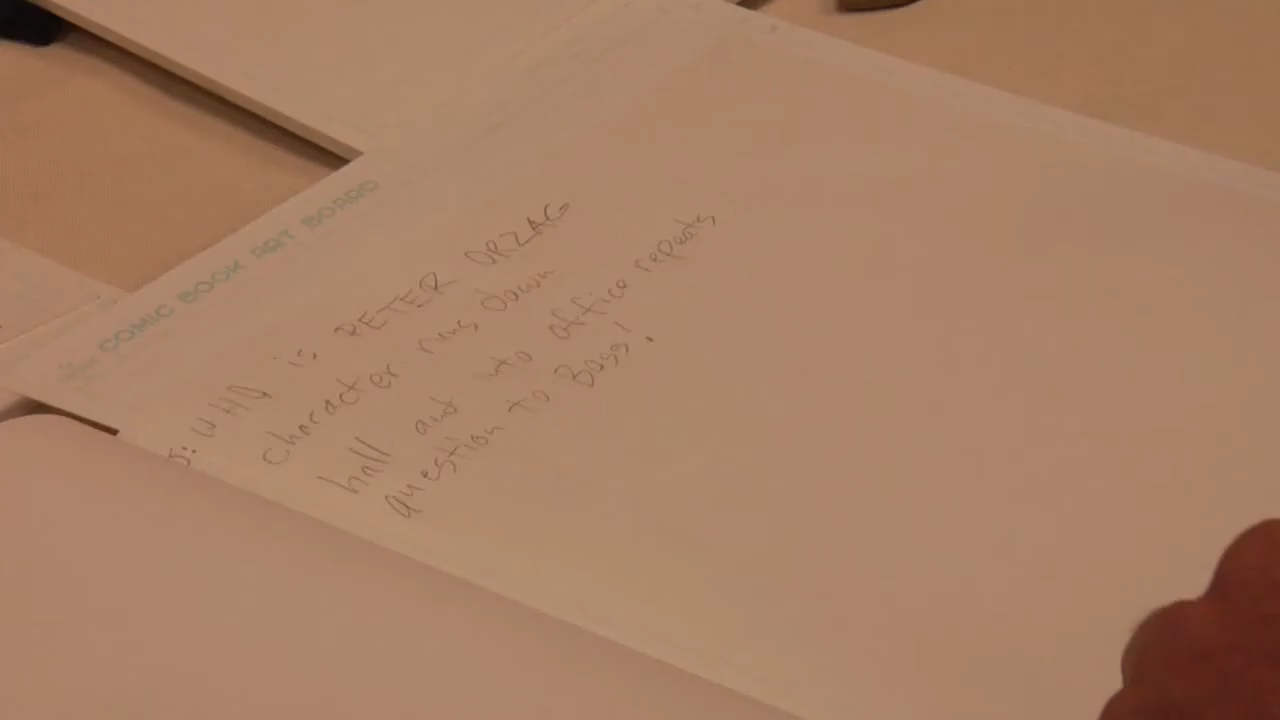 COMIC BOOK ART BOARD
WHO is PETER ORZAG
character runs down
hall and into office repeats
question to Boss!